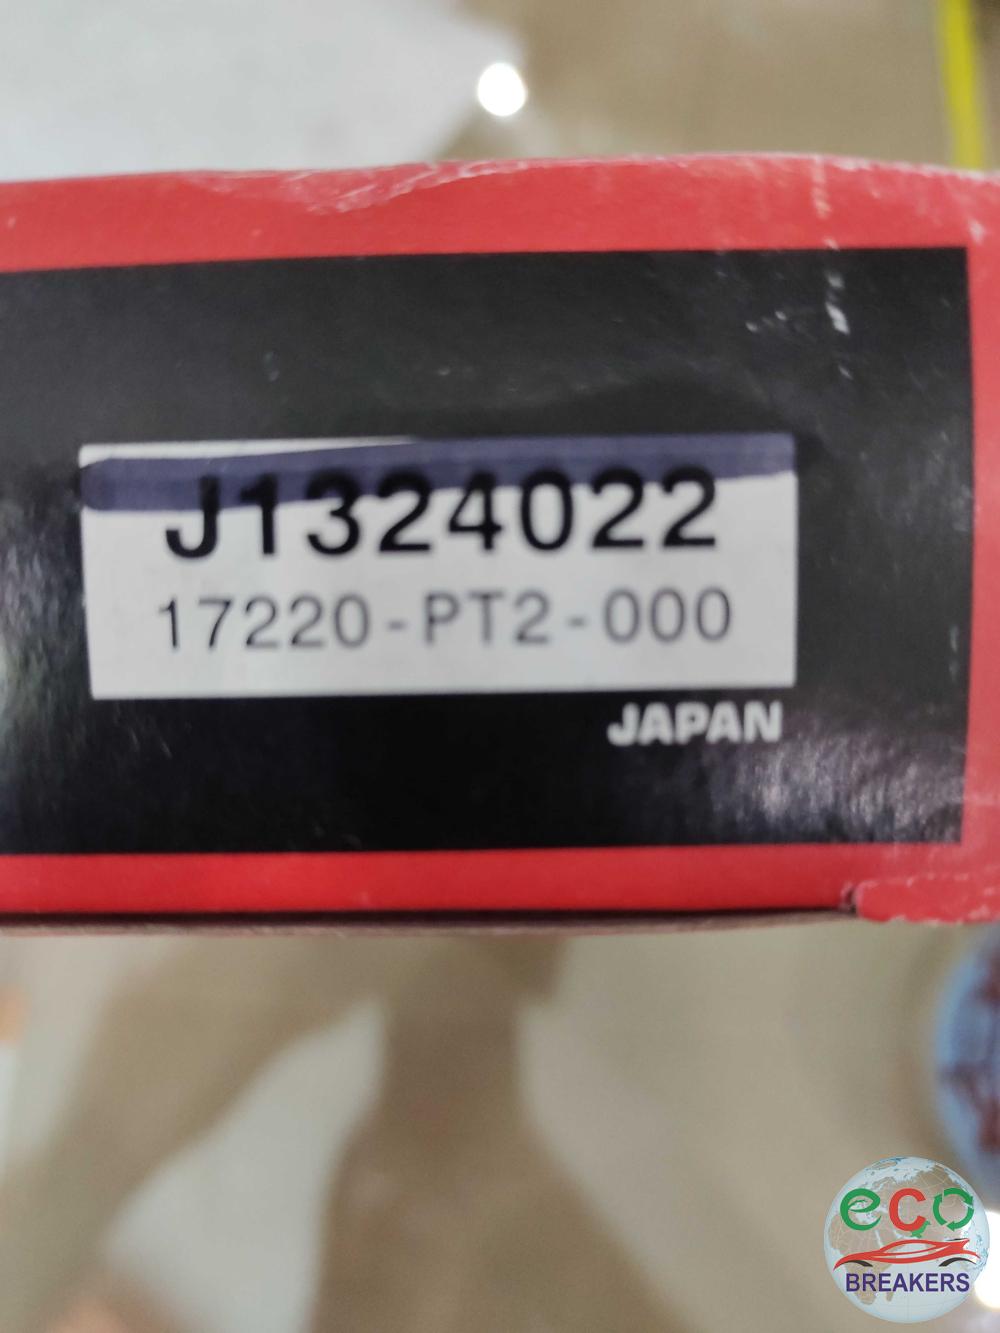 J1324022
17220-PT2-000
JAPAN
eco
BREAKERS